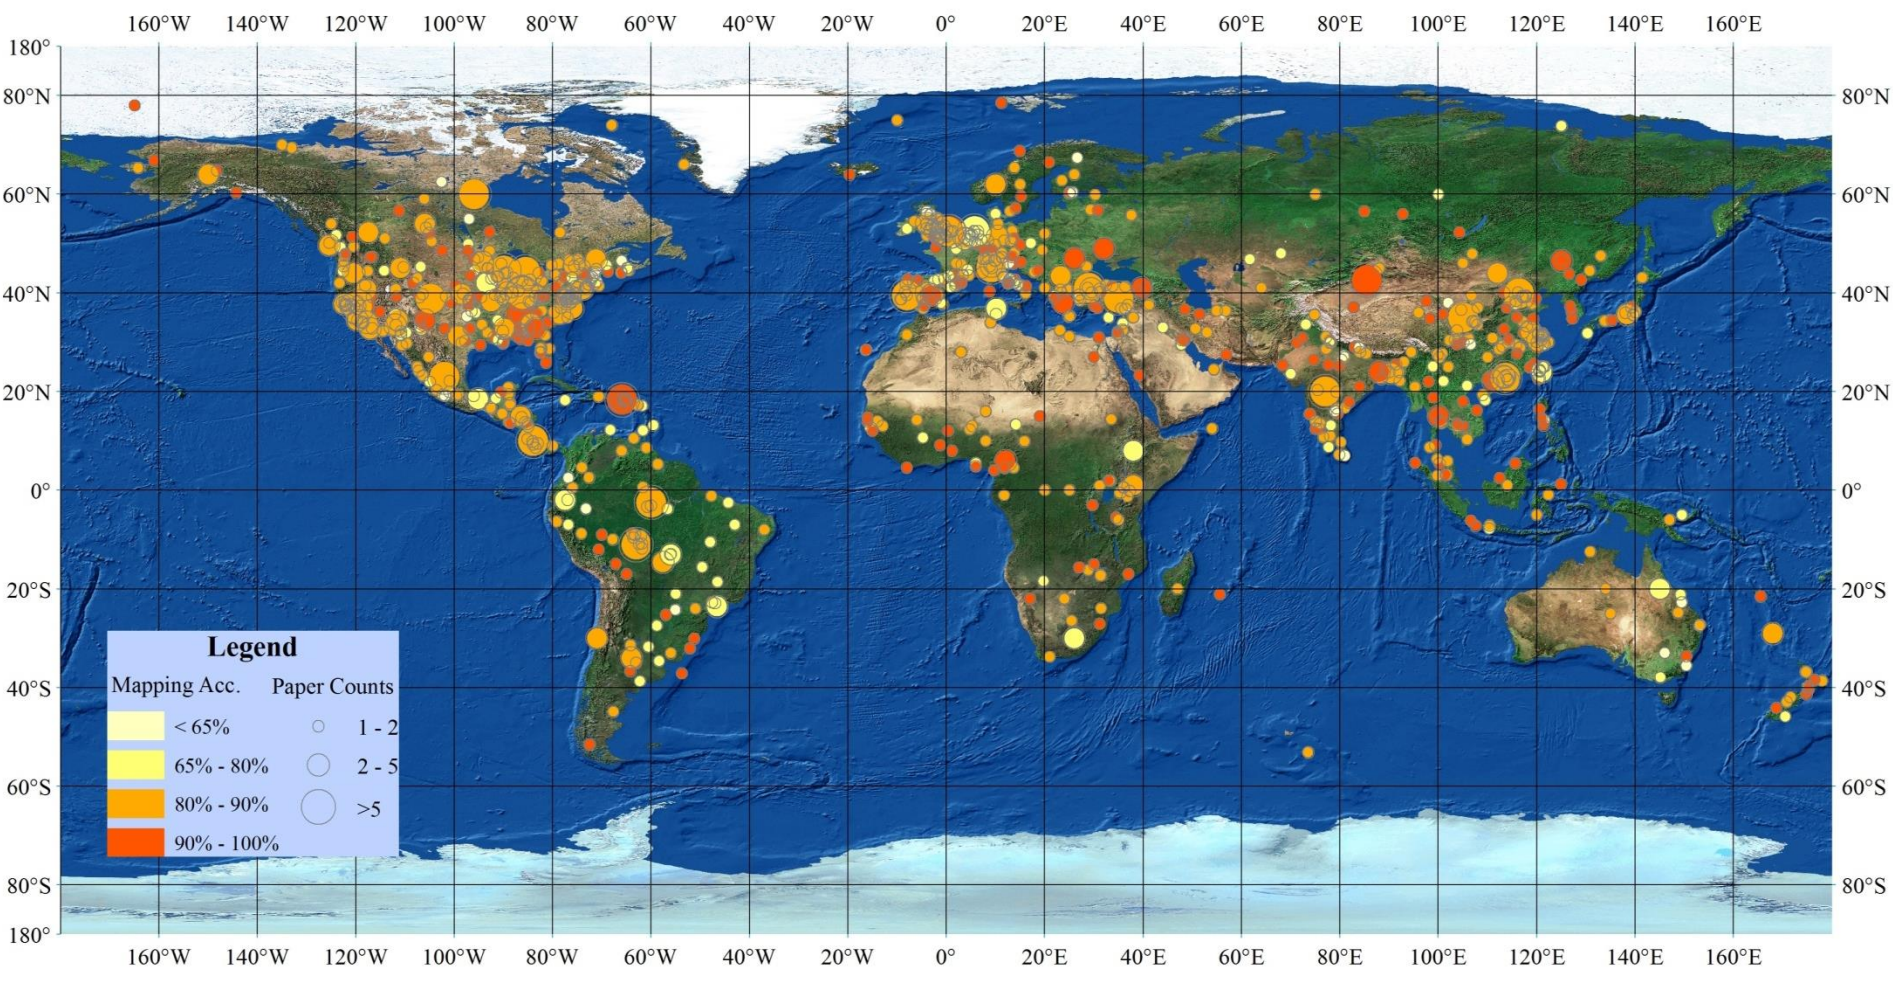 160°W 140°W 120°W 100°W 80°W 60°W 40°W 20°W 0° 20°E 40°E 60°E 80°E 100°E 120°E 140°E 160°E
180°
80°N 80°N
60°N 60°N
40°N 40°N
20°N 20°N
0° 0°
20°S 20°S
Legend
Mapping Acc. Paper Counts
< 65% 1 - 2
65% - 80% 2 - 5
80% - 90% >5
90% - 100%
40°S 40°S
60°S 60°S
80°S 80°S
180°
160°W 140°W 120°W 100°W 80°W 60°W 40°W 20°W 0° 20°E 40°E 60°E 80°E 100°E 120°E 140°E 160°E